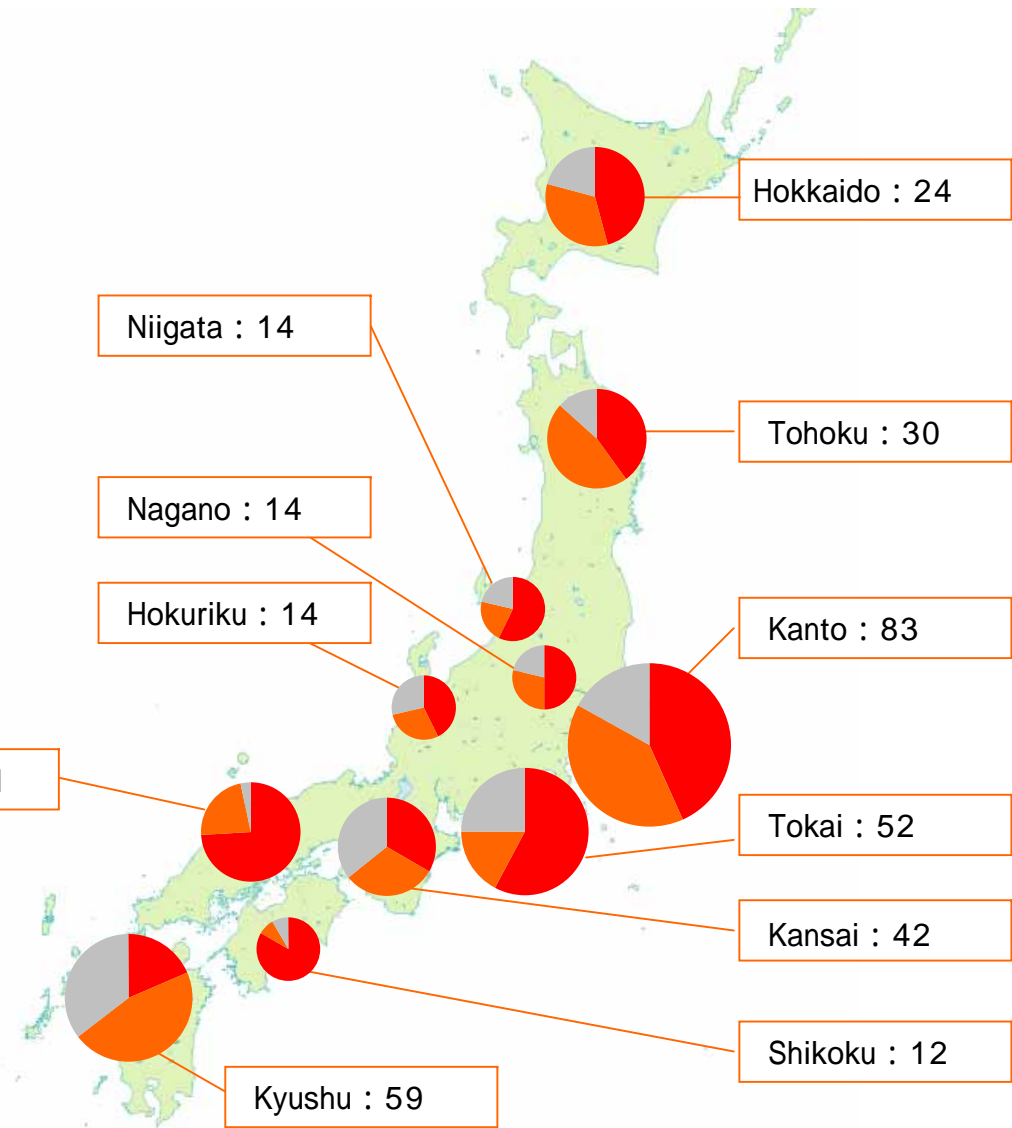 Hokkaido : 24
Niigata : 14
Tohoku : 30
Nagano : 14
Hokuriku : 14
Kanto : 83
Tokai : 52
Kansai : 42
Shikoku : 12
Kyushu : 59